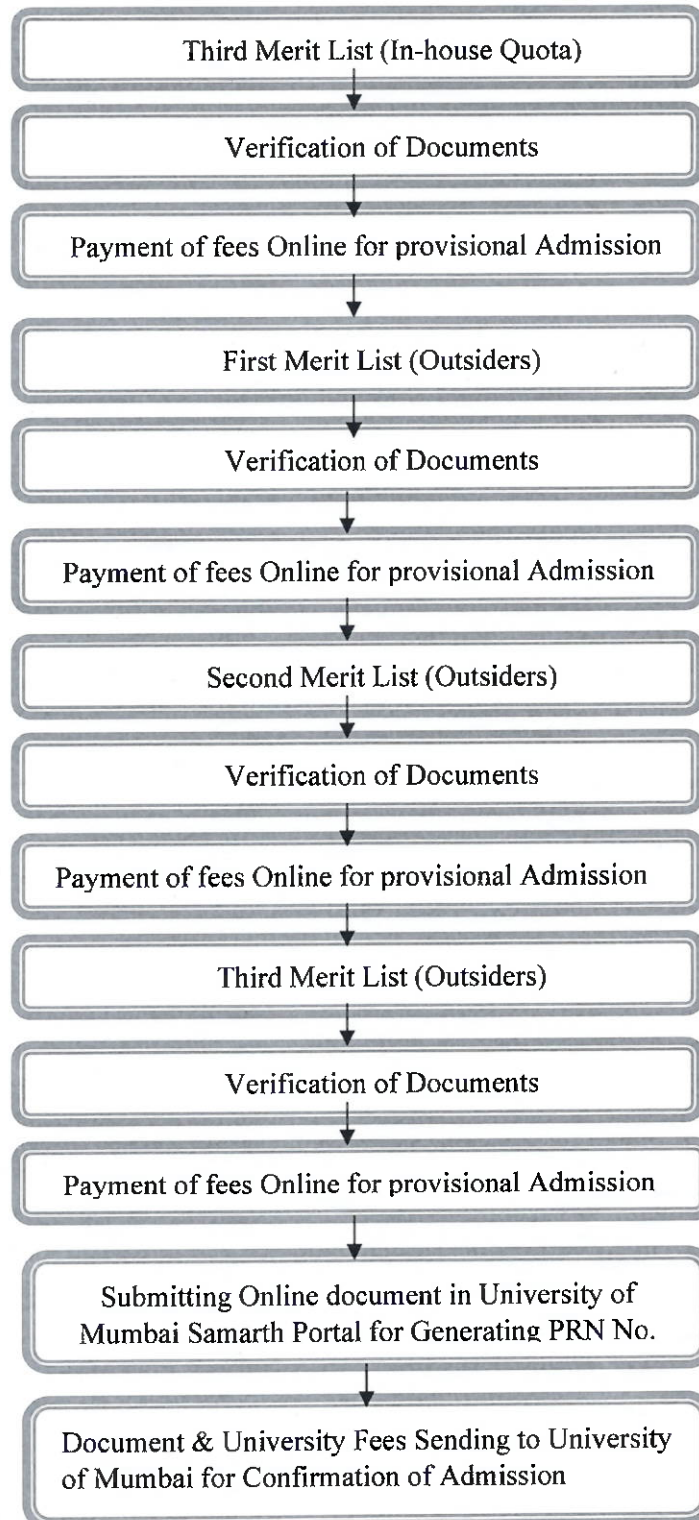 Third Merit List (In-house Quota)
Verification of Documents
Payment of fees Online for provisional Admission
First Merit List (Outsiders)
Verification of Documents
Payment of fees Online for provisional Admission
Second Merit List (Outsiders)
Verification of Documents
Payment of fees Online for provisional Admission
Third Merit List (Outsiders)
Verification of Documents
Payment of fees Online for provisional Admission
Submitting Online document in University of
Mumbai Samarth Portal for Generating PRN No.
Document & University Fees Sending to University
of Mumbai for Confirmation of Admission